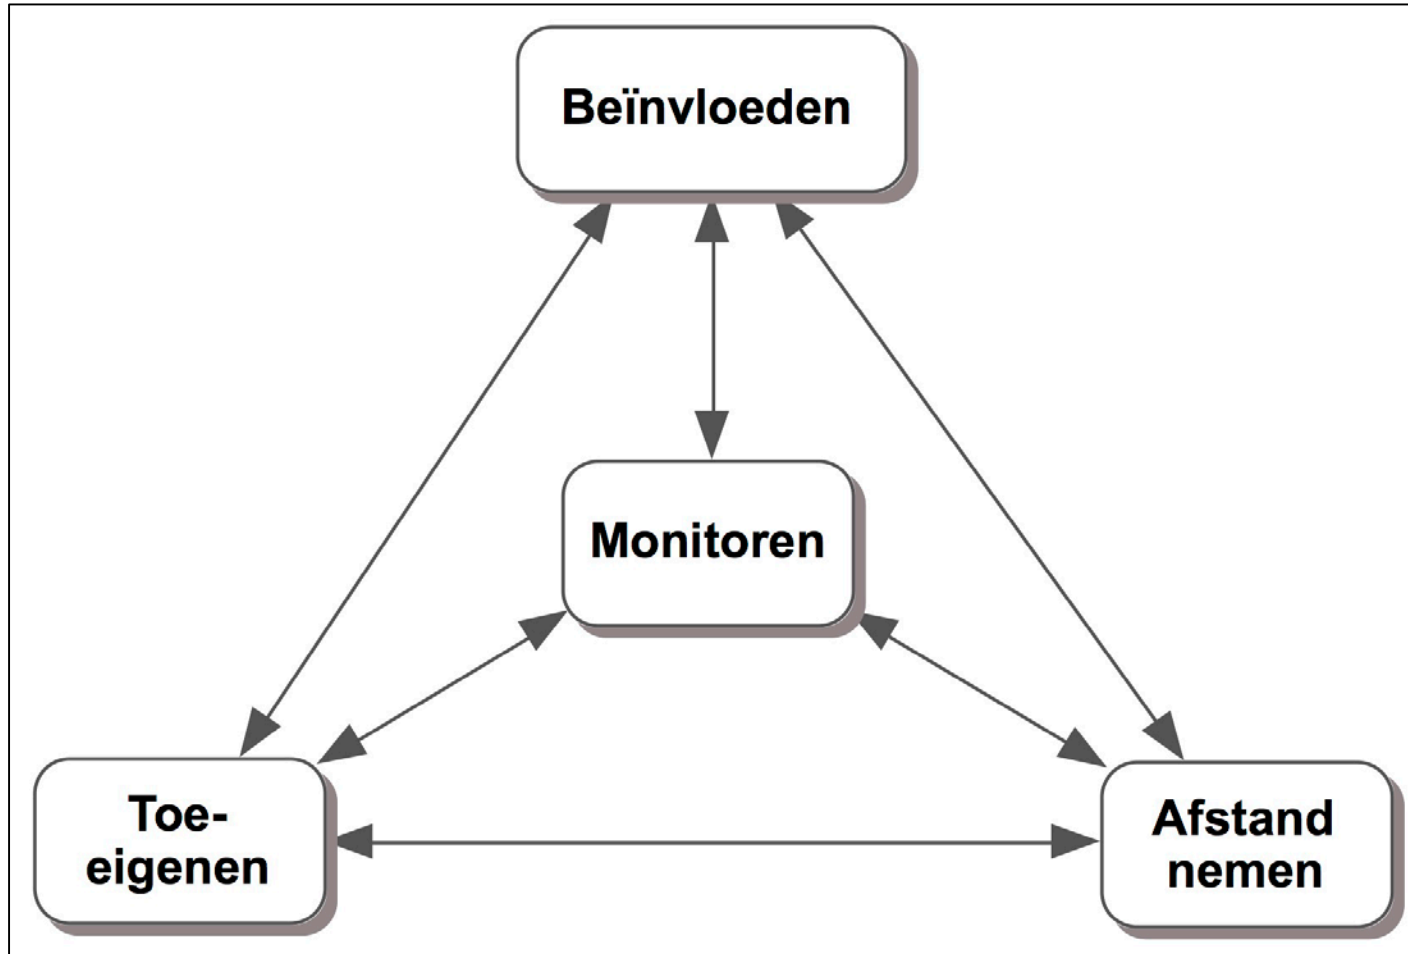 Beïnvloeden
Monitoren
Toe-
eigenen
Afstand
nemen